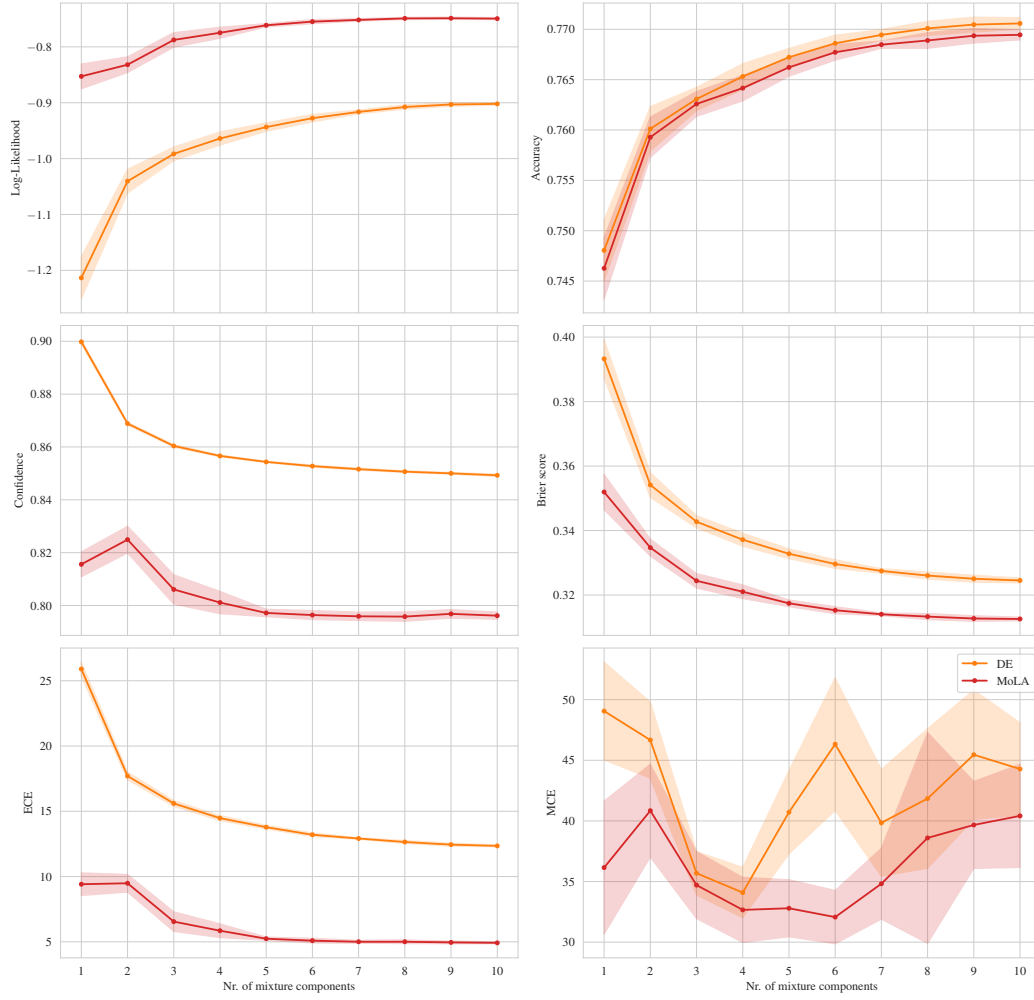 −0.8
−0.9
−1.0
−1.1
−1.2
Log-Likelihood
0.770
0.765
0.760
0.755
0.750
0.745
Accuracy
0.90
0.88
0.86
0.84
0.82
0.80
Confidence
0.40
0.38
0.36
0.34
0.32
Brier score
25
20
15
10
5
ECE
1 2 3 4 5 6 7 8 9 10
Nr. of mixture components
50
45
40
35
30
MCE
DE
MoLA
1 2 3 4 5 6 7 8 9 10
Nr. of mixture components